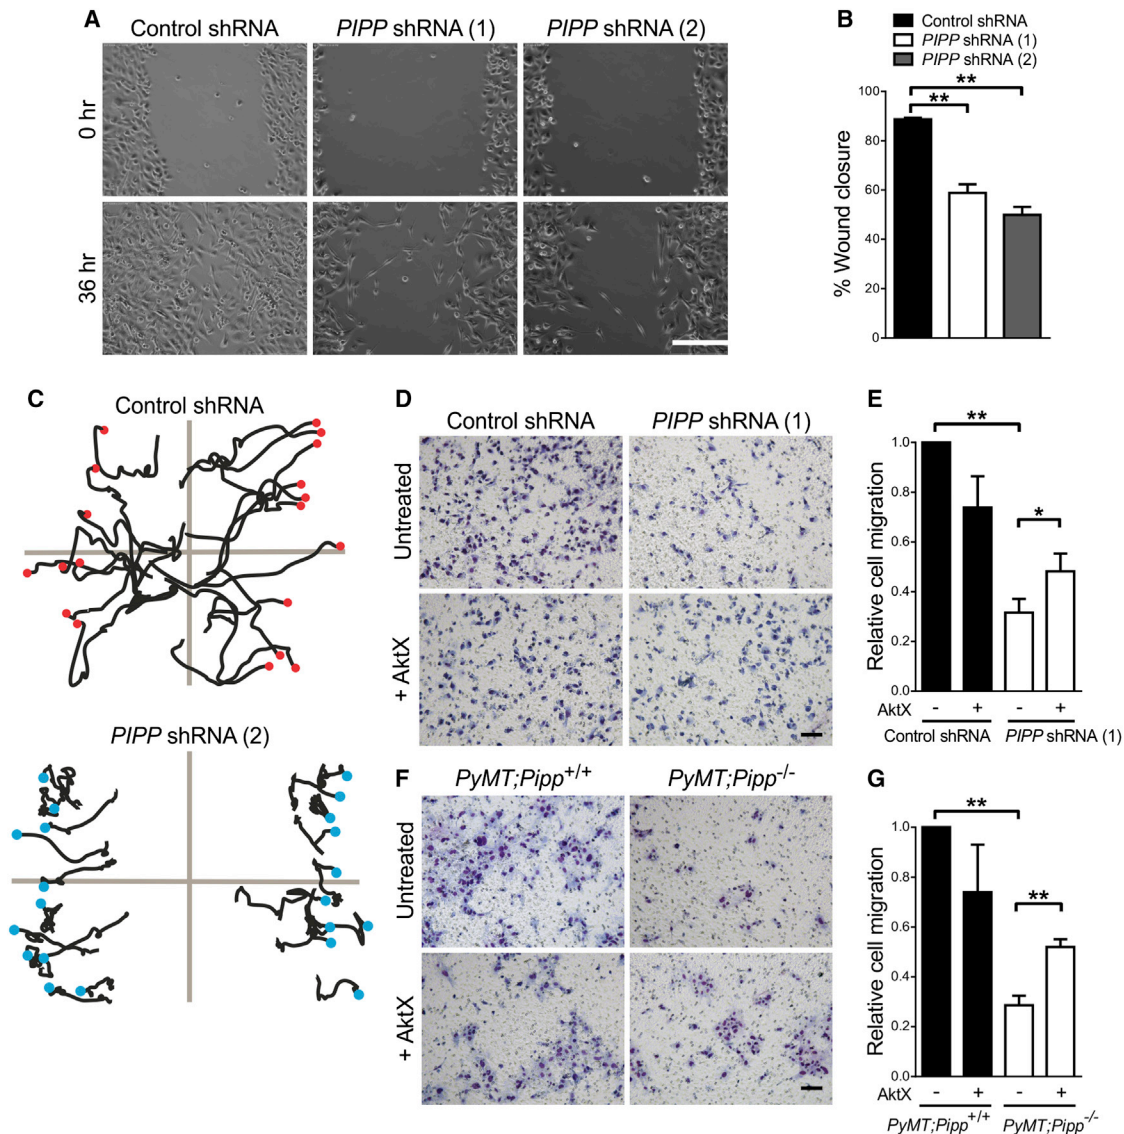 A
Control shRNA
PIPP shRNA (1)
PIPP shRNA (2)
0 hr
36 hr
B
Control shRNA
PIPP shRNA (1)
PIPP shRNA (2)
**
**
100
80
60
40
20
0
% Wound closure
C
Control shRNA
PIPP shRNA (2)
D
Control shRNA
PIPP shRNA (1)
Untreated
+ AktX
E
**
*
1.0
0.8
0.6
0.4
0.2
0.0
Relative cell migration
AktX - + - +
Control shRNA PIPP shRNA (1)
F
PyMT;Pipp+/+
PyMT;Pipp-/-
Untreated
+ AktX
G
**
**
1.0
0.8
0.6
0.4
0.2
0.0
Relative cell migration
AktX - + - +
PyMT;Pipp+/+ PyMT;Pipp-/-